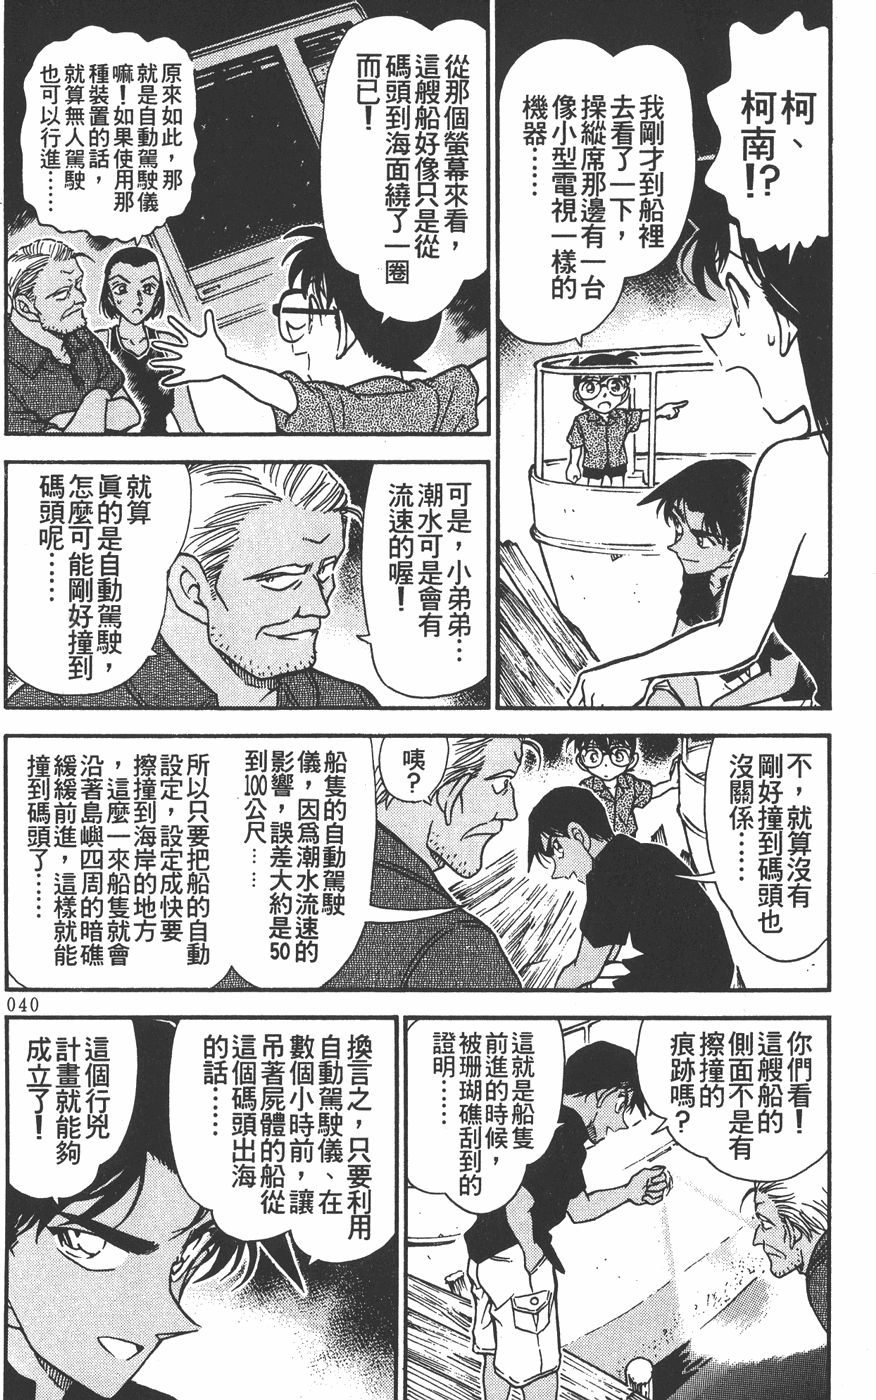 柯、
柯南!?
我剛才到船裡
去看了一下，
操縱席那邊有一台
像小型電視一樣的
機器……
從那個螢幕來看，
這艘船好像只是從
碼頭到海面繞了一圈
而已！
原來如此，那
就是自動駕駛儀
嘛！如果使用那
種裝置的話，
就算無人駕駛
也可以行進……
可是，小弟弟…
潮水可是會有
流速的喔！
就算
眞的是自動駕駛，
怎麼可能剛好撞到
碼頭呢……
不，就算沒有
剛好撞到碼頭也
沒關係……
咦？
船隻的自動駕駛
儀，因爲潮水流速的
影響，誤差大約是50
到100公尺……
所以只要把船的自動
設定，設定成快要
擦撞到海岸的地方
，這麼一來船隻就會
沿著島嶼四周的暗礁
緩緩前進，這樣就能
撞到碼頭了……
040
你們看！
這艘船的
側面不是有
擦撞的
痕跡嗎？
這就是船隻
前進的時候，
被珊瑚礁刮到的
證明…
換言之，只要利用
自動駕駛儀、在
數個小時前，讓
吊著屍體的船從
這個碼頭出海
的話……
這個行兇
計畫就能夠
成立了！